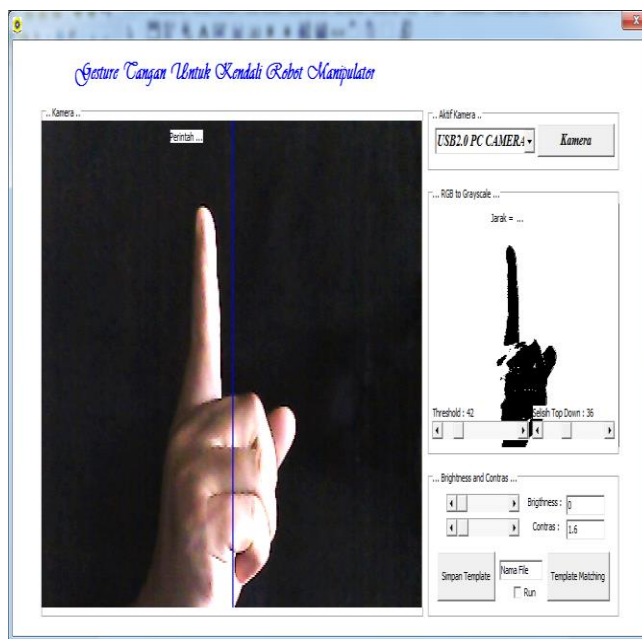 Gesture Tangan Untuk Kendali Robot Manipulator
.. Kamera ..
Perintah ...
.. Aktif Kamera ..
USB2.0 PC CAMERA
Kamera
... RGB to Grayscale ...
Jarak = ...
Threshold : 42
Selisih Top Down : 36
... Brightness and Contras ...
Brigthness :
0
Contras :
1.6
Simpan Template
Nama File
Run
Template Matching